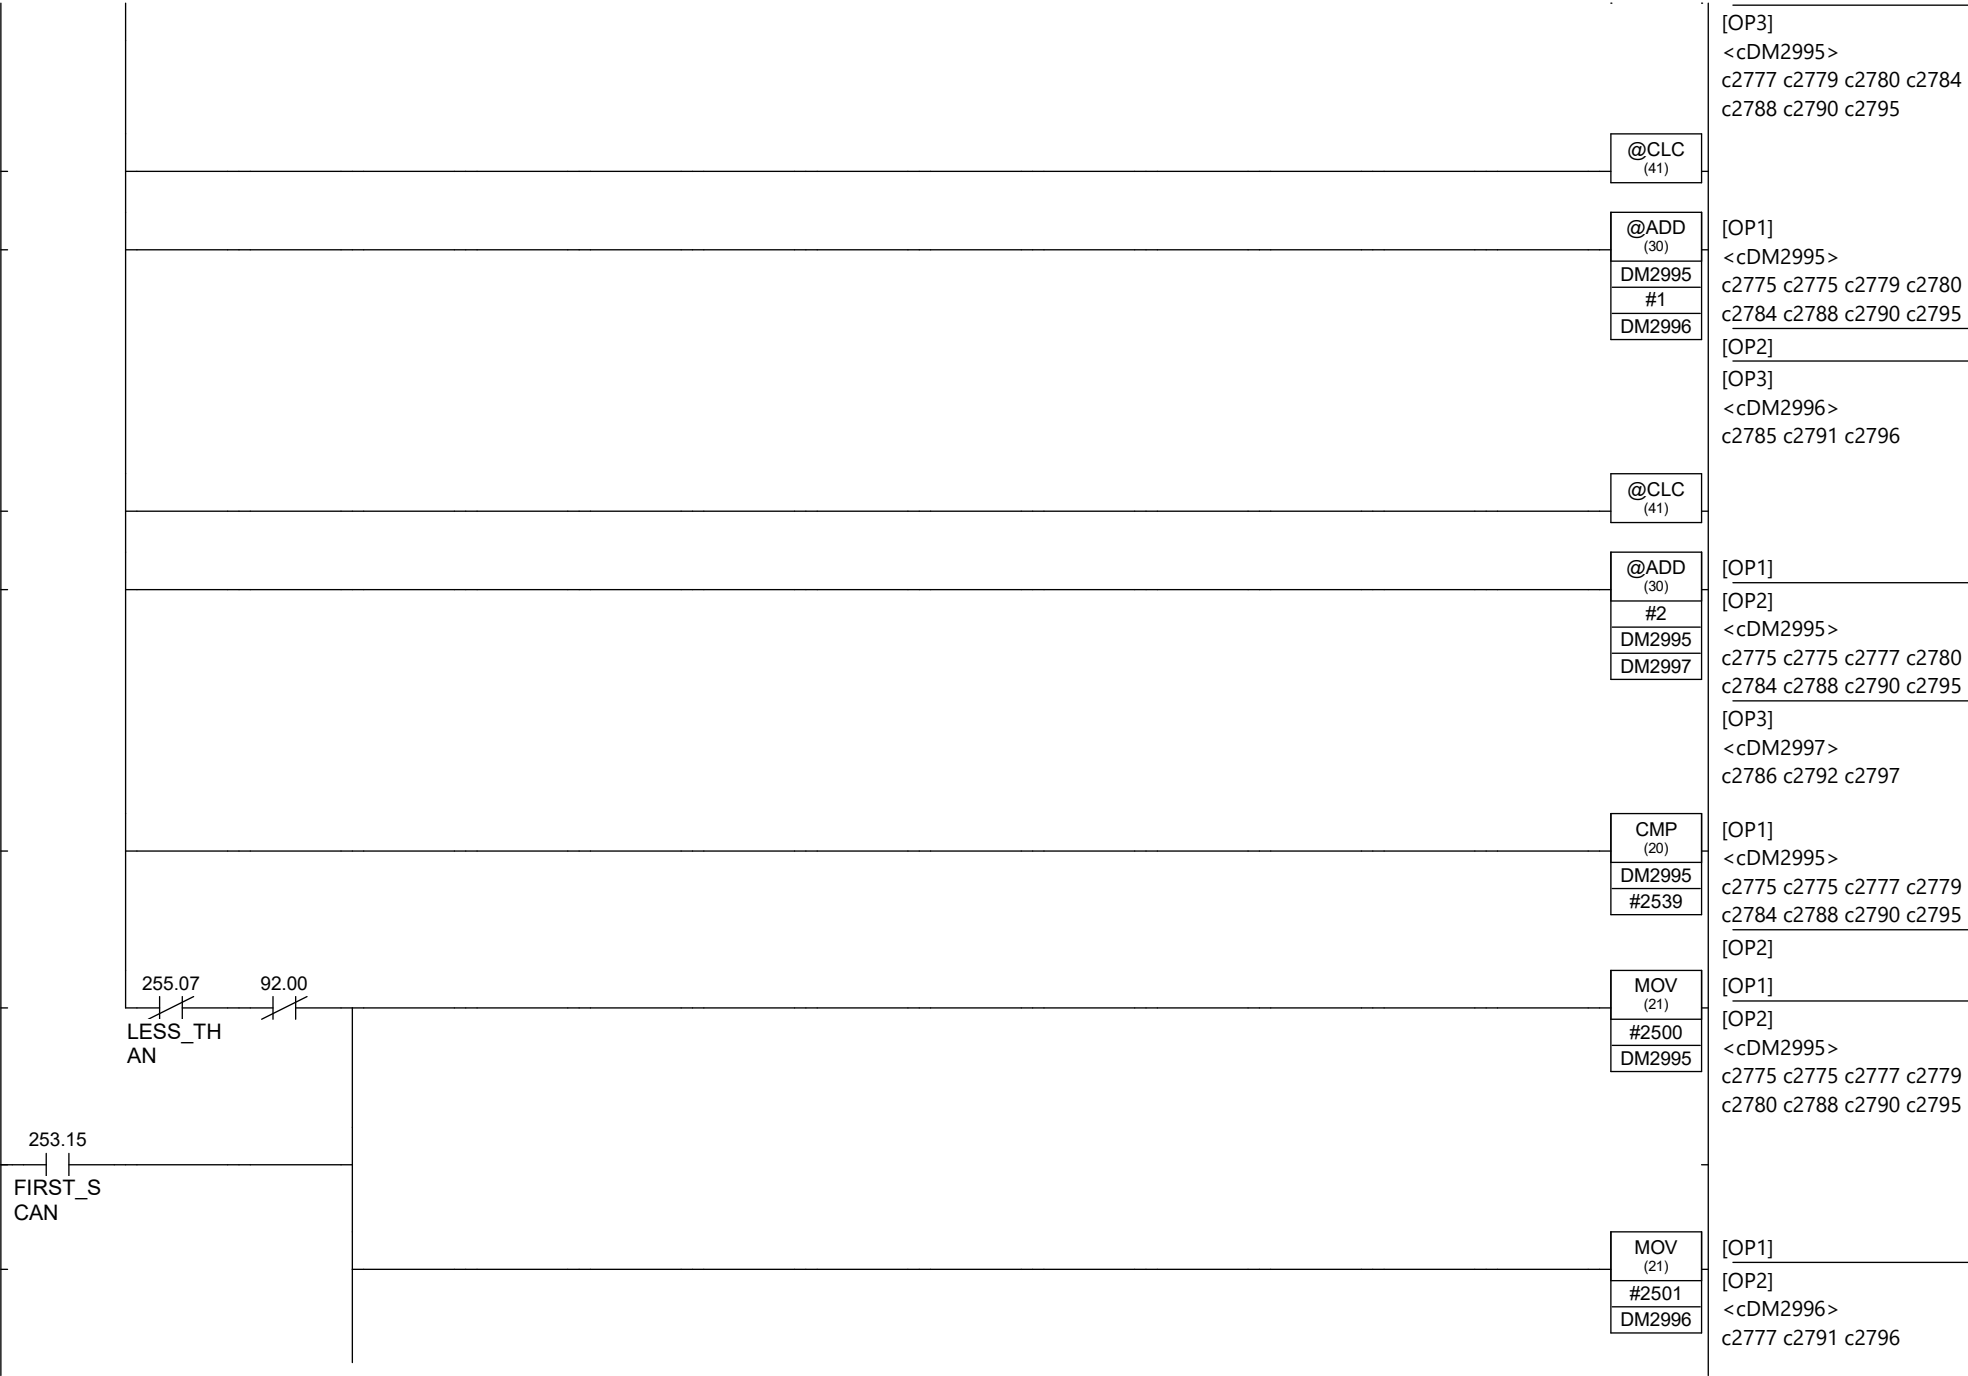 [OP3]
<cDM2995>
c2777 c2779 c2780 c2784
c2788 c2790 c2795
@CLC
(41)
@ADD
(30)
DM2995
#1
DM2996
[OP1]
<cDM2995>
c2775 c2775 c2779 c2780
c2784 c2788 c2790 c2795
[OP2]
[OP3]
<cDM2996>
c2785 c2791 c2796
@CLC
(41)
@ADD
(30)
#2
DM2995
DM2997
[OP1]
[OP2]
<cDM2995>
c2775 c2775 c2777 c2780
c2784 c2788 c2790 c2795
[OP3]
<cDM2997>
c2786 c2792 c2797
CMP
(20)
DM2995
#2539
[OP1]
<cDM2995>
c2775 c2775 c2777 c2779
c2784 c2788 c2790 c2795
[OP2]
255.07 92.00
LESS_TH
AN
MOV
(21)
#2500
DM2995
[OP1]
[OP2]
<cDM2995>
c2775 c2775 c2777 c2779
c2780 c2788 c2790 c2795
253.15
FIRST_S
CAN
MOV
(21)
#2501
DM2996
[OP1]
[OP2]
<cDM2996>
c2777 c2791 c2796